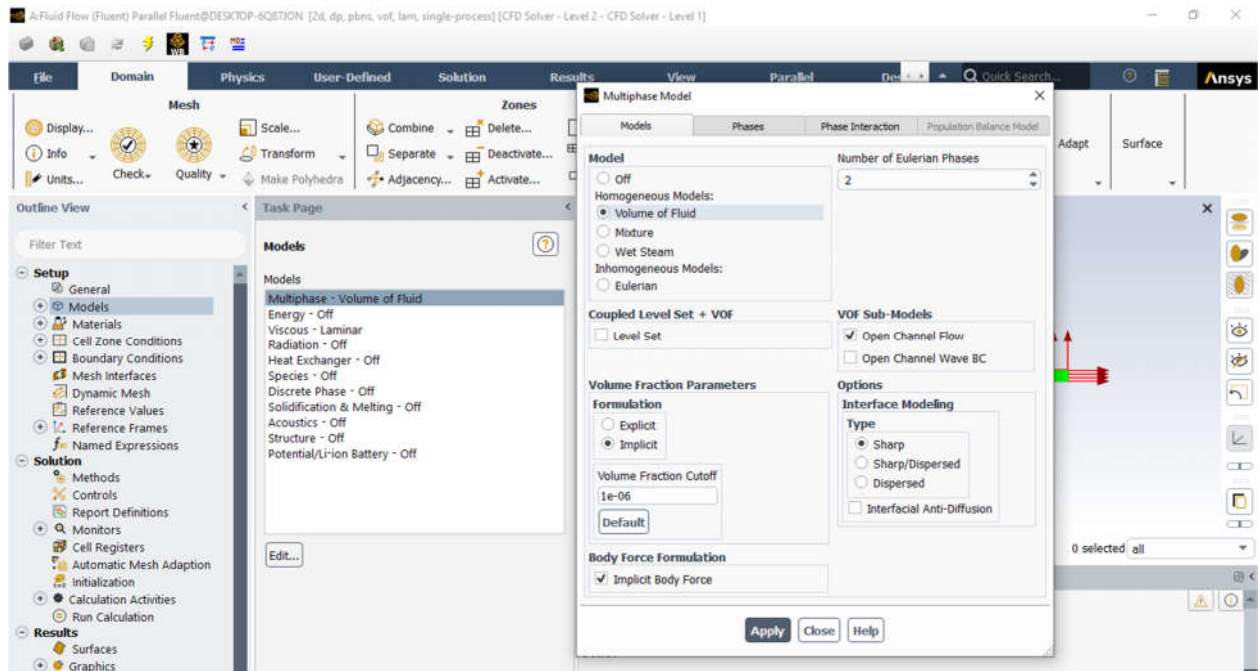 A:Fluid Flow (Fluent) Parallel Fluent@DESKTOP-6Q87JON [2d, dp, pbns, vof, lam, single-process] [CFD Solver - Level 2 - CFD Solver - Level 1]
WB
File Domain Physics User-Defined Solution Results View Parallel Des Quick Search... Ansys
Mesh
Display...
Info
Units...
Check
Quality
Scale...
Transform
Make Polyhedra
Zones
Combine
Separate
Adjacency...
Delete...
Deactivate...
Activate...
Adapt
Surface
Outline View
Filter Text
Setup
General
Models
Materials
Cell Zone Conditions
Boundary Conditions
Mesh Interfaces
Dynamic Mesh
Reference Values
Reference Frames
Named Expressions
Solution
Methods
Controls
Report Definitions
Monitors
Cell Registers
Automatic Mesh Adaption
Initialization
Calculation Activities
Run Calculation
Results
Surfaces
Graphics
Task Page
Models
Models
Multiphase - Volume of Fluid
Energy - Off
Viscous - Laminar
Radiation - Off
Heat Exchanger - Off
Species - Off
Discrete Phase - Off
Solidification & Melting - Off
Acoustics - Off
Structure - Off
Potential/Li-ion Battery - Off
Edit...
Multiphase Model
Models Phases Phase Interaction Population Balance Model
Model
Off
Homogeneous Models:
Volume of Fluid
Mixture
Wet Steam
Inhomogeneous Models:
Eulerian
Number of Eulerian Phases
2
Coupled Level Set + VOF
Level Set
VOF Sub-Models
Open Channel Flow
Open Channel Wave BC
Volume Fraction Parameters
Formulation
Explicit
Implicit
Volume Fraction Cutoff
1e-06
Default
Options
Interface Modeling
Type
Sharp
Sharp/Dispersed
Dispersed
Interfacial Anti-Diffusion
Body Force Formulation
Implicit Body Force
Apply Close Help
0 selected all